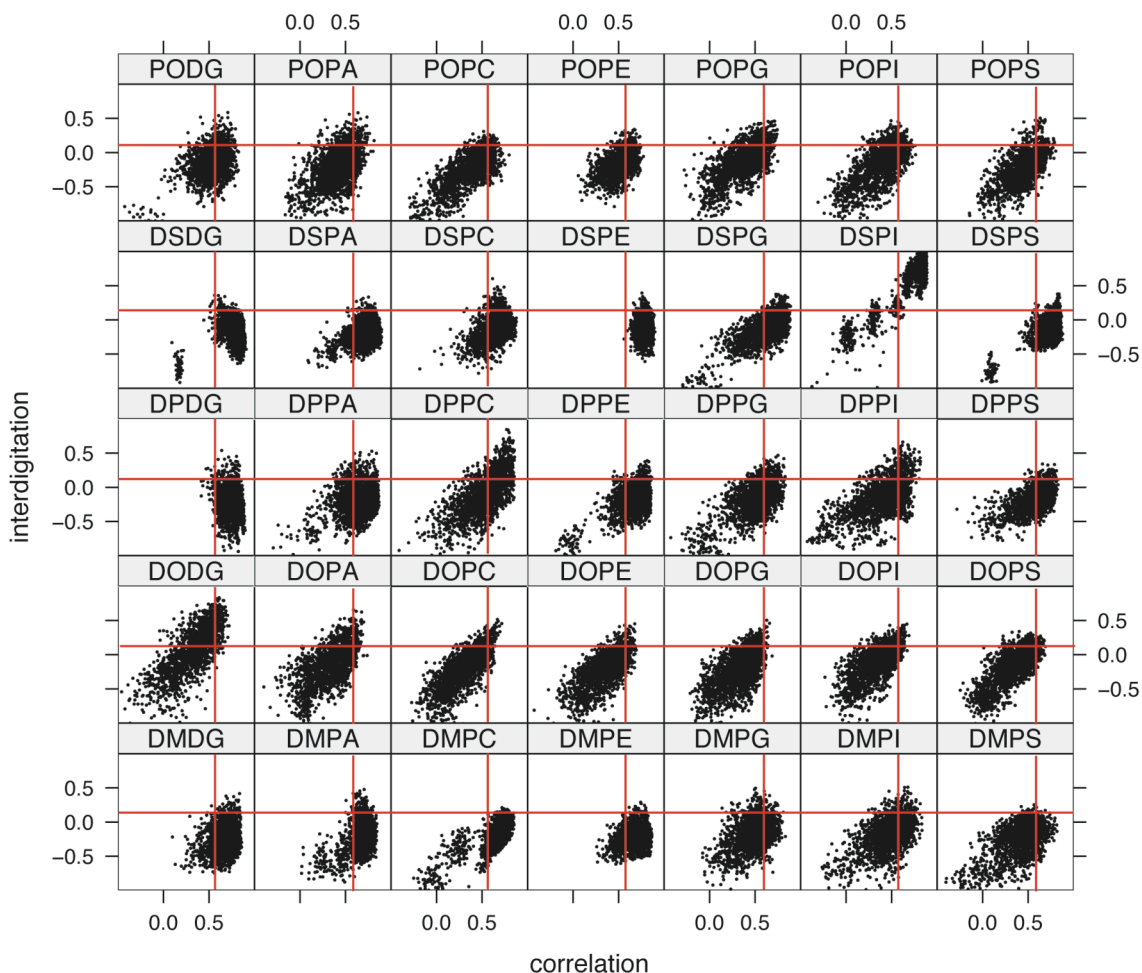 0.0 0.5 0.0 0.5 0.0 0.5
PODG POPA POPC POPE POPG POPI POPS
0.5
0.0
−0.5
DSDG DSPA DSPC DSPE DSPG DSPI DSPS
0.5
0.0
−0.5
DPDG DPPA DPPC DPPE DPPG DPPI DPPS
0.5
0.0
−0.5
DODG DOPA DOPC DOPE DOPG DOPI DOPS
0.5
0.0
−0.5
DMDG DMPA DMPC DMPE DMPG DMPI DMPS
0.5
0.0
−0.5
0.0 0.5 0.0 0.5 0.0 0.5 0.0 0.5
interdigitation
correlation